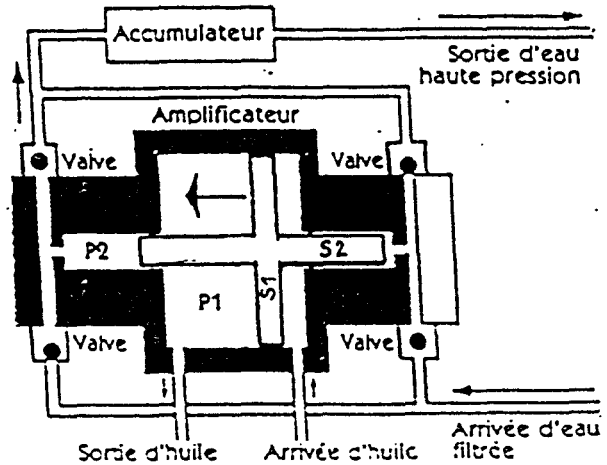 Accumulateur
Sortie d'eau
haute pression
Amplificateur
Valve
Valve
P2
S2
P1
S1
Valve
Valve
Sortie d'huile
Arrivée d'huile
Arrivée d'eau
filtrée